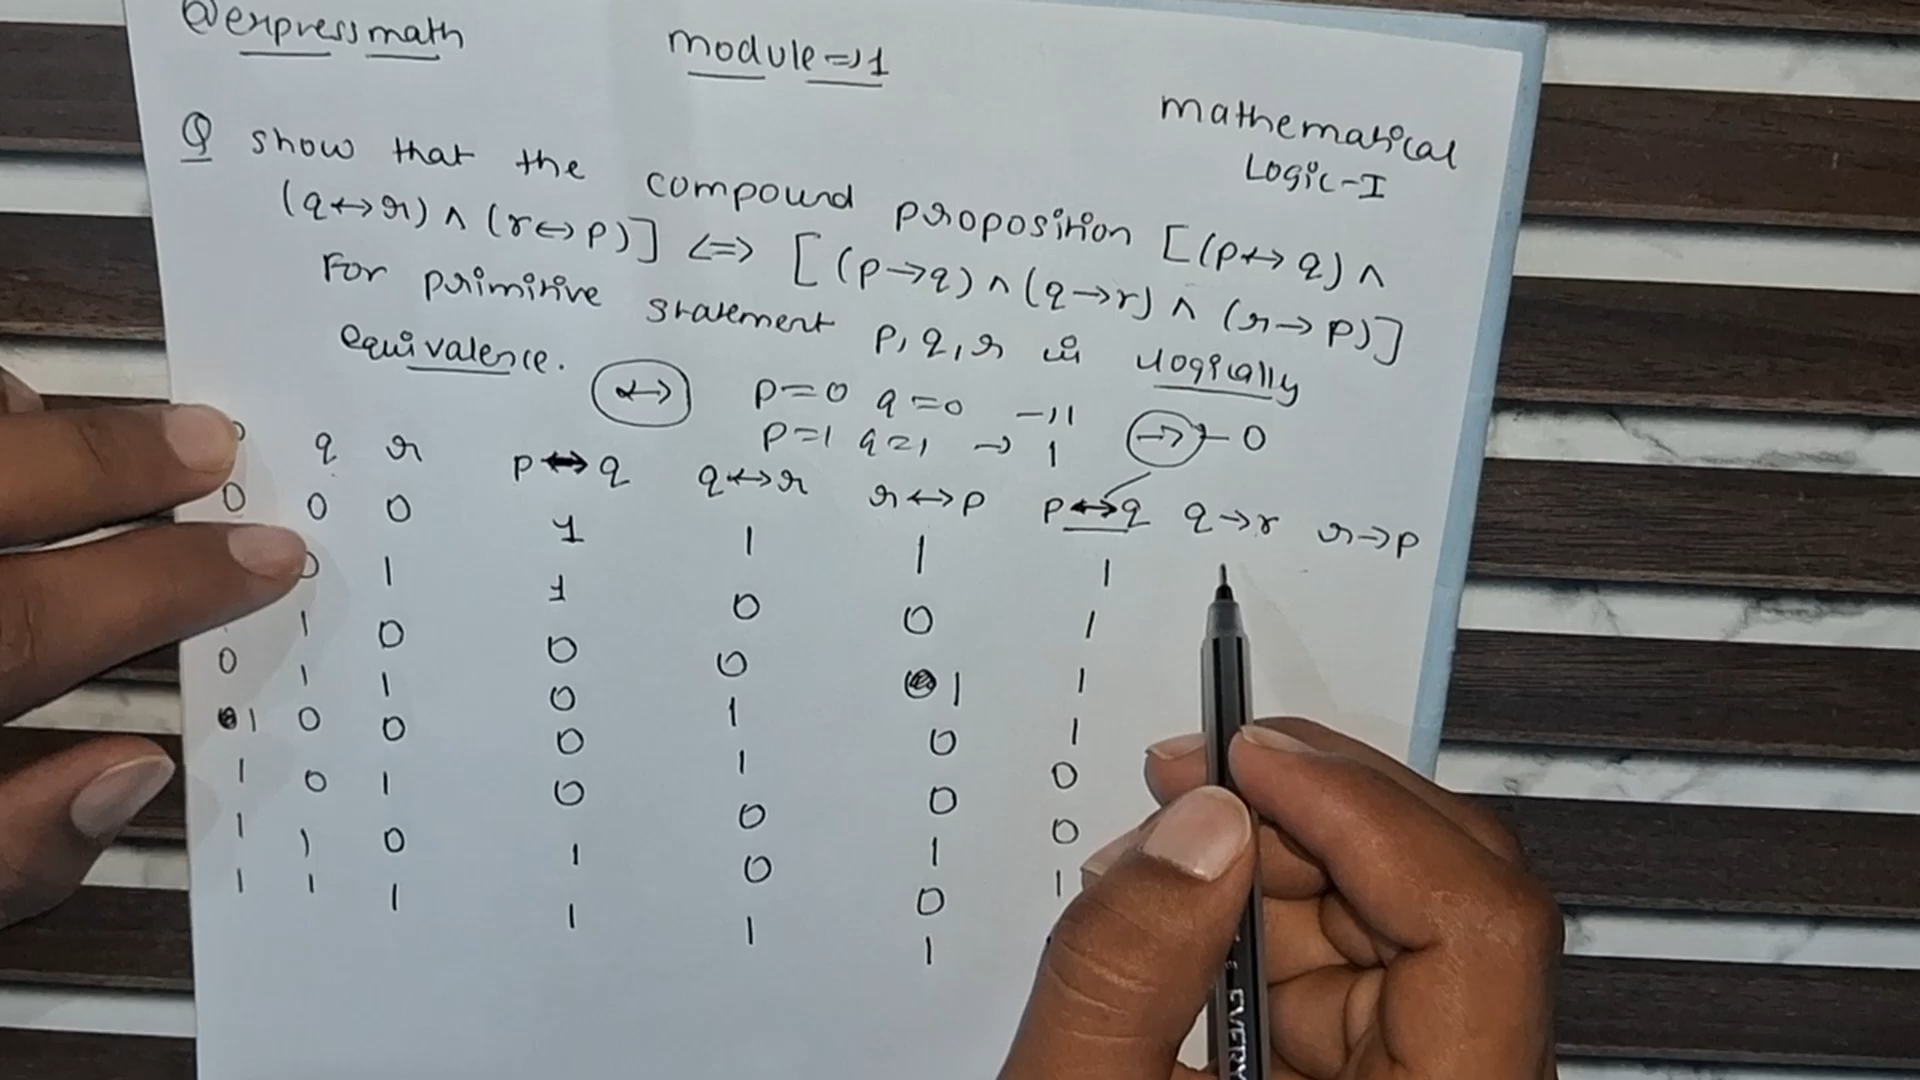 @expressmath
module⇒1
mathematical
Logic-I
Q show that the compound proposition [(p↔q)∧
(q↔r)∧(r↔p)] <=> [(p→q)∧(q→r)∧(r→p)]
For primitive statement p, q, r is logically
equivalence.
↔ p=0 q=0 → 1
p=1 q=1 → 1
→ 0
q r p↔q q↔r r↔p p→q q→r r→p
0 0 0 1 1 1 1
0 1 1 0 0 1
1 0 0 0 1 1
0 1 1 0 1 0 1
1 0 0 0 1 0 0
1 0 1 0 0 1 0
1 1 0 1 0 0 1
1 1 1 1 1 1
EVERY